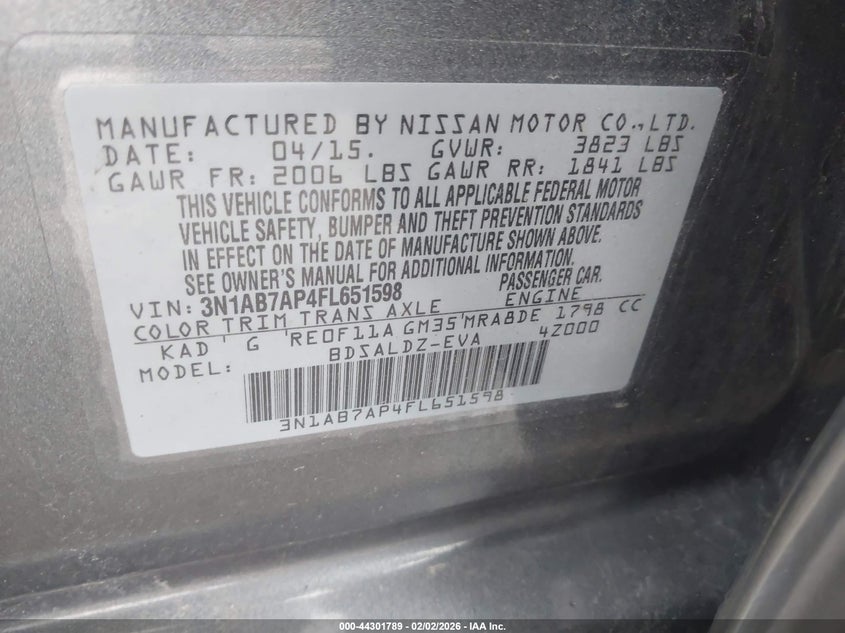 MANUFACTURED BY NISSAN MOTOR CO.,LTD.
DATE: 04/15. GVWR: 3823 LBS
GAWR FR: 2006 LBS GAWR RR: 1841 LBS
THIS VEHICLE CONFORMS TO ALL APPLICABLE FEDERAL MOTOR
VEHICLE SAFETY, BUMPER AND THEFT PREVENTION STANDARDS
IN EFFECT ON THE DATE OF MANUFACTURE SHOWN ABOVE.
SEE OWNER'S MANUAL FOR ADDITIONAL INFORMATION.
VIN: 3N1AB7AP4FL651598 PASSENGER CAR.
COLOR TRIM TRANS AXLE ENGINE
KAD G RE0F11A GM35 MRA8DE 1798 CC
MODEL: BDSALDZ-EVA 4Z000
3N1AB7AP4FL651598
000-44301789 - 02/02/2026 - IAAI.COM